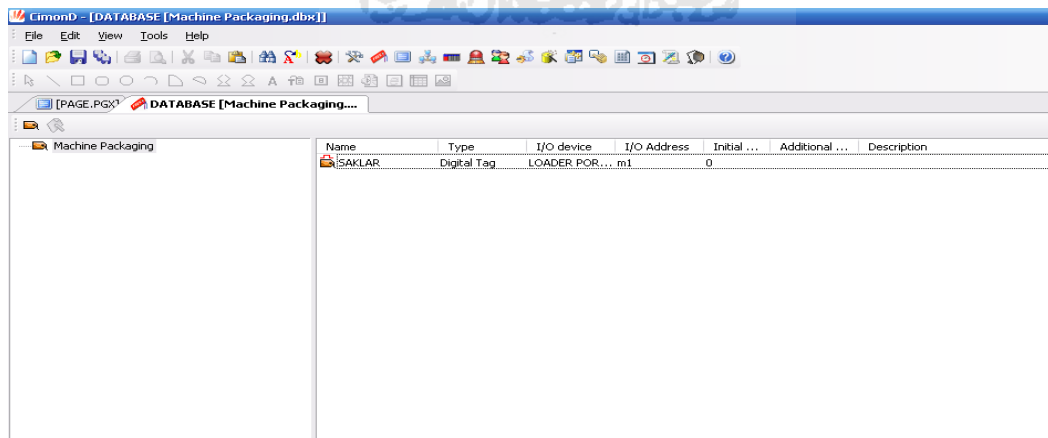 CimonD - [DATABASE [Machine Packaging.dbx]]
File Edit View Tools Help
[PAGE.PGX] DATABASE [Machine Packaging....
Machine Packaging
Name Type I/O device I/O Address Initial ... Additional ... Description
SAKLAR Digital Tag LOADER POR... m1 0